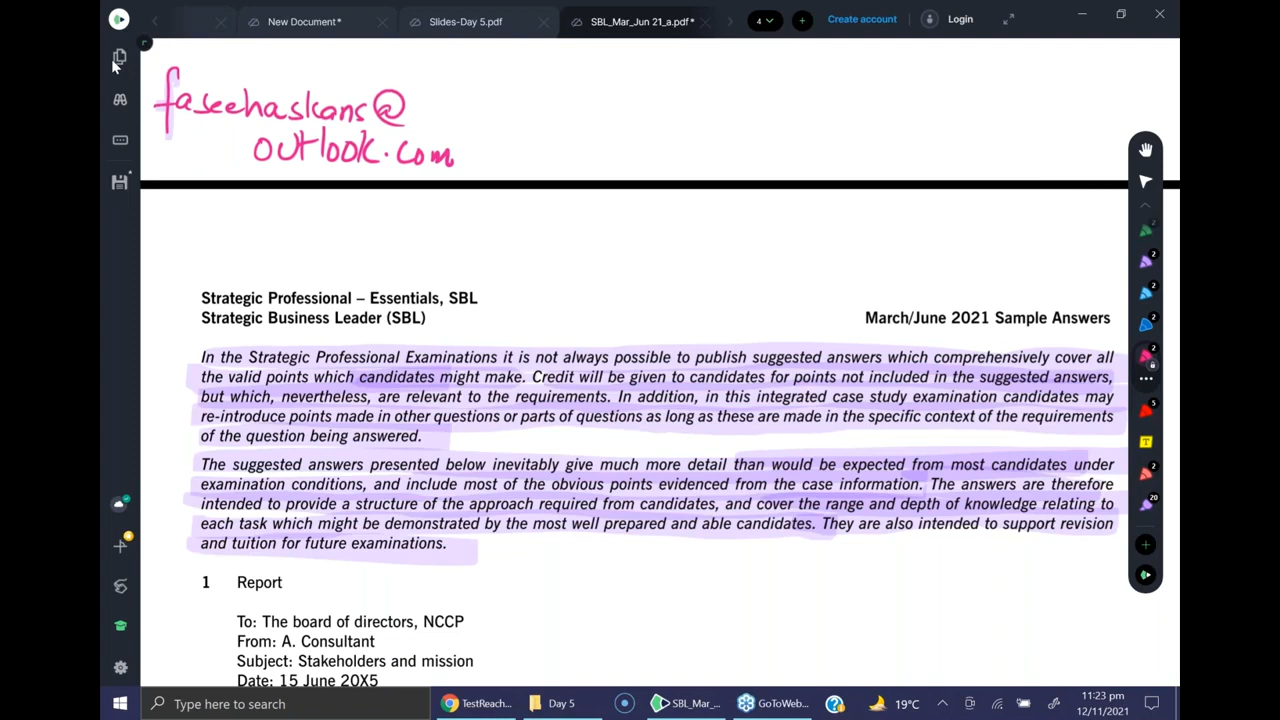 New Document*
Slides-Day 5.pdf
SBL_Mar_Jun 21_a.pdf*
4
Create account
Login
faseehaskans@
outlook.com
Strategic Professional – Essentials, SBL
Strategic Business Leader (SBL)
March/June 2021 Sample Answers
In the Strategic Professional Examinations it is not always possible to publish suggested answers which comprehensively cover all
the valid points which candidates might make. Credit will be given to candidates for points not included in the suggested answers,
but which, nevertheless, are relevant to the requirements. In addition, in this integrated case study examination candidates may
re-introduce points made in other questions or parts of questions as long as these are made in the specific context of the requirements
of the question being answered.
The suggested answers presented below inevitably give much more detail than would be expected from most candidates under
examination conditions, and include most of the obvious points evidenced from the case information. The answers are therefore
intended to provide a structure of the approach required from candidates, and cover the range and depth of knowledge relating to
each task which might be demonstrated by the most well prepared and able candidates. They are also intended to support revision
and tuition for future examinations.
1 Report
To: The board of directors, NCCP
From: A. Consultant
Subject: Stakeholders and mission
Date: 15 June 20X5
2
2
2
2
2
5
T
2
20
Type here to search
TestReach...
Day 5
SBL_Mar_...
GoToWeb...
19°C
11:23 pm
12/11/2021